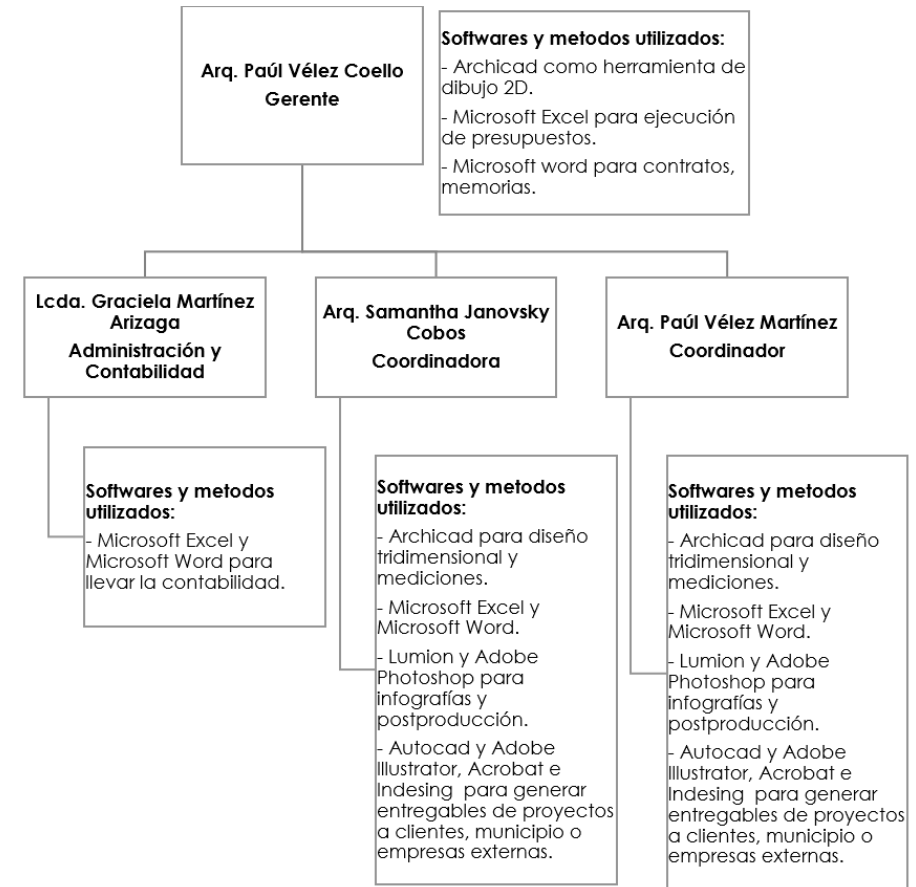 Arq. Paúl Vélez Coello
Gerente
Softwares y metodos utilizados:
- Archicad como herramienta de
dibujo 2D.
- Microsoft Excel para ejecución
de presupuestos.
- Microsoft word para contratos,
memorias.
Lcda. Graciela Martínez
Arizaga
Administración y
Contabilidad
Arq. Samantha Janovsky
Cobos
Coordinadora
Arq. Paúl Vélez Martínez
Coordinador
Softwares y metodos
utilizados:
- Microsoft Excel y
Microsoft Word para
llevar la contabilidad.
Softwares y metodos
utilizados:
- Archicad para diseño
tridimensional y
mediciones.
- Microsoft Excel y
Microsoft Word.
- Lumion y Adobe
Photoshop para
infografías y
postproducción.
- Autocad y Adobe
Illustrator, Acrobat e
Indesing para generar
entregables de proyectos
a clientes, municipio o
empresas externas.
Softwares y metodos
utilizados:
- Archicad para diseño
tridimensional y
mediciones.
- Microsoft Excel y
Microsoft Word.
- Lumion y Adobe
Photoshop para
infografías y
postproducción.
- Autocad y Adobe
Illustrator, Acrobat e
Indesing para generar
entregables de proyectos
a clientes, municipio o
empresas externas.